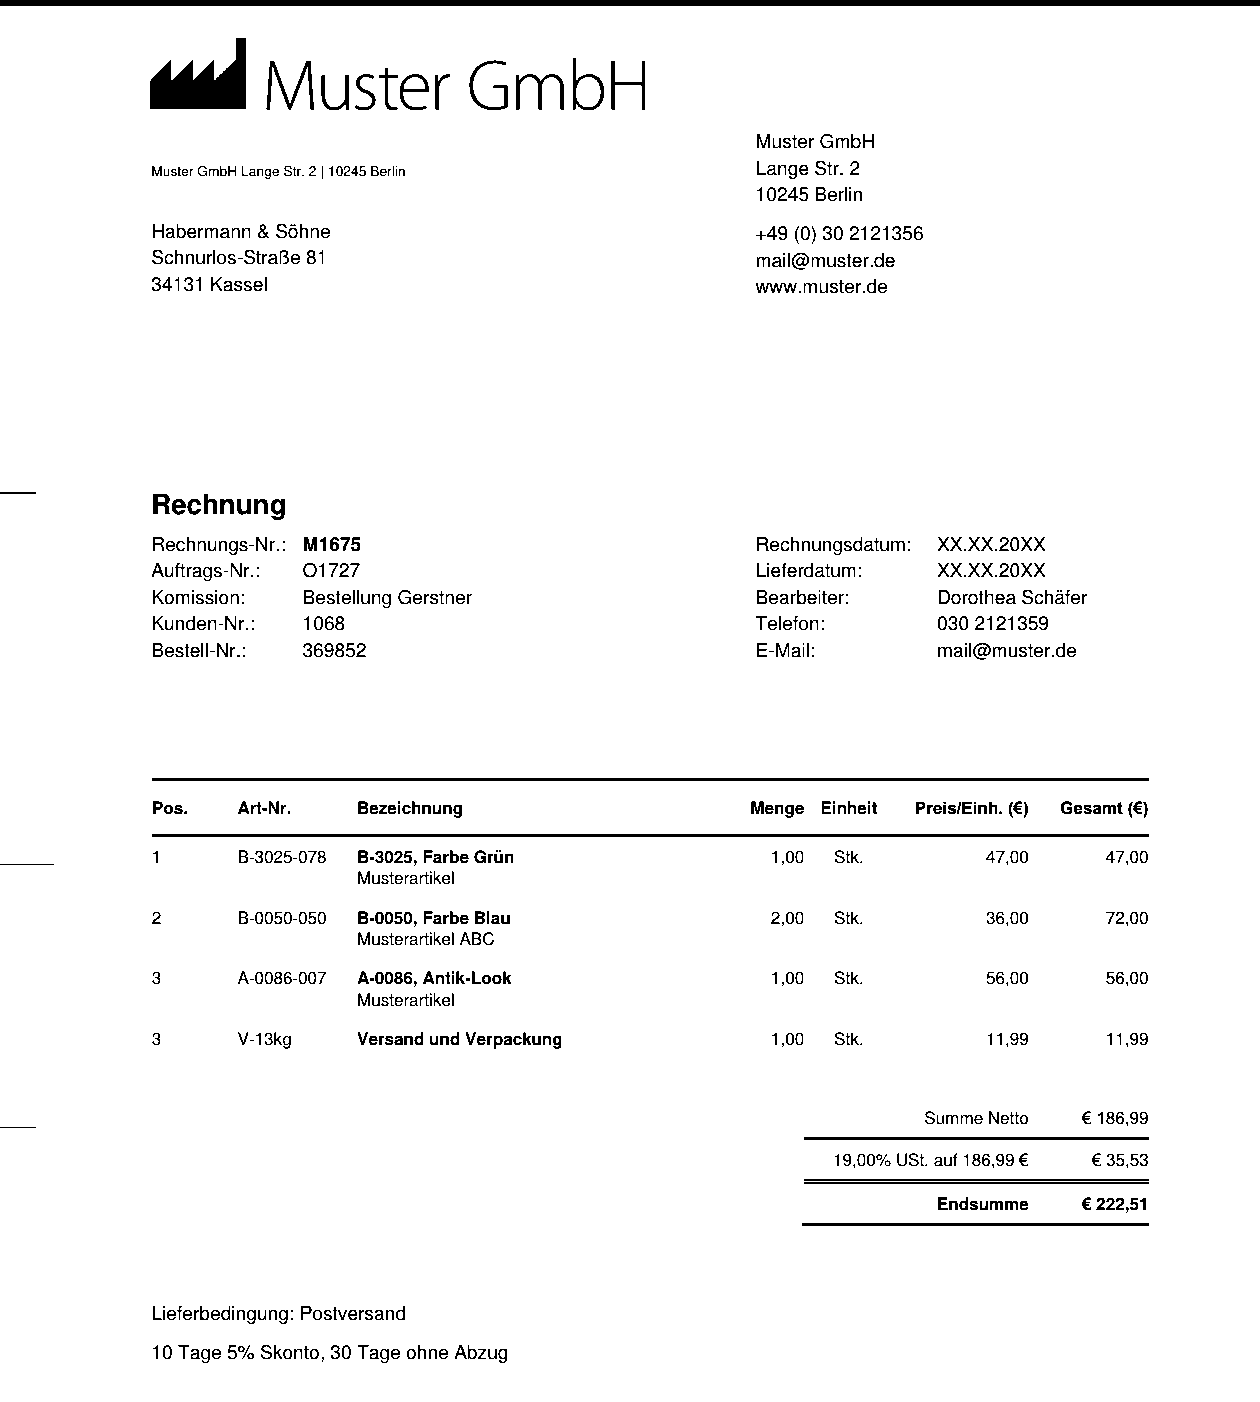 Muster GmbH
Muster GmbH
Lange Str. 2
10245 Berlin
+49 (0) 30 2121356
mail@muster.de
www.muster.de
Muster GmbH Lange Str. 2 | 10245 Berlin
Habermann & Söhne
Schnurlos-Straße 81
34131 Kassel
Rechnung
Rechnungs-Nr.: M1675
Auftrags-Nr.: O1727
Komission: Bestellung Gerstner
Kunden-Nr.: 1068
Bestell-Nr.: 369852
Rechnungsdatum: XX.XX.20XX
Lieferdatum: XX.XX.20XX
Bearbeiter: Dorothea Schäfer
Telefon: 030 2121359
E-Mail: mail@muster.de
Pos. Art-Nr. Bezeichnung Menge Einheit Preis/Einh. (€) Gesamt (€)
1 B-3025-078 B-3025, Farbe Grün 1,00 Stk. 47,00 47,00
Musterartikel
2 B-0050-050 B-0050, Farbe Blau 2,00 Stk. 36,00 72,00
Musterartikel ABC
3 A-0086-007 A-0086, Antik-Look 1,00 Stk. 56,00 56,00
Musterartikel
3 V-13kg Versand und Verpackung 1,00 Stk. 11,99 11,99
Summe Netto € 186,99
19,00% USt. auf 186,99 € € 35,53
Endsumme € 222,51
Lieferbedingung: Postversand
10 Tage 5% Skonto, 30 Tage ohne Abzug